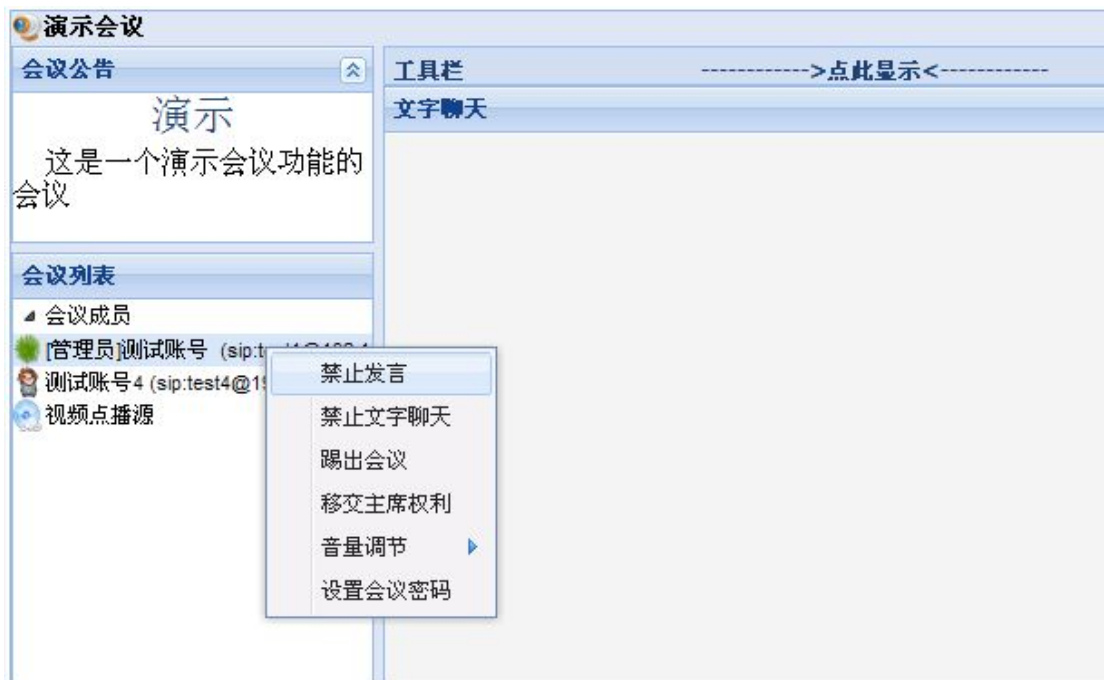 演示会议
会议公告
演示
这是一个演示会议功能的
会议
会议列表
会议成员
[管理员]测试账号 (sip:
测试账号4 (sip:test4@19
视频点播源
工具栏
------------>点此显示<------------
文字聊天
禁止发言
禁止文字聊天
踢出会议
移交主席权利
音量调节
设置会议密码